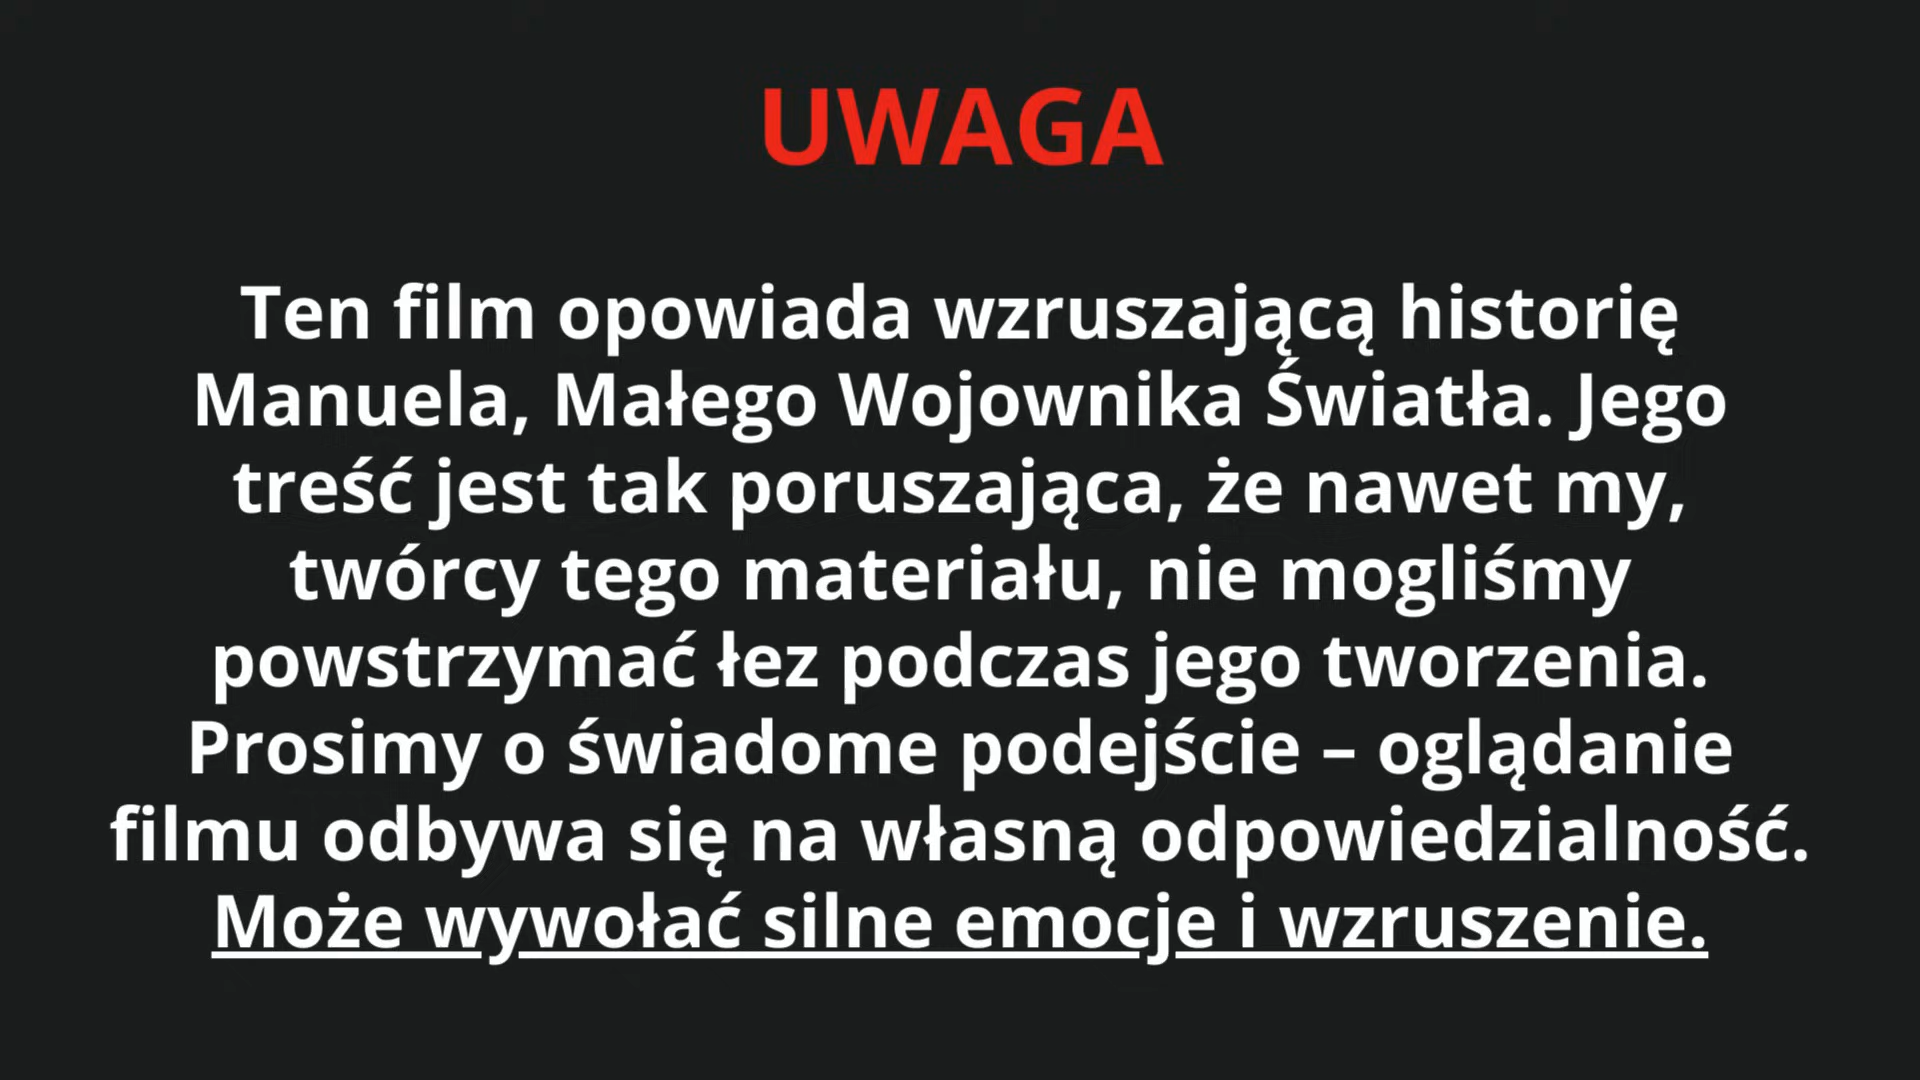 UWAGA
Ten film opowiada wzruszającą historię
Manuela, Małego Wojownika Światła. Jego
treść jest tak poruszająca, że nawet my,
twórcy tego materiału, nie mogliśmy
powstrzymać łez podczas jego tworzenia.
Prosimy o świadome podejście – oglądanie
filmu odbywa się na własną odpowiedzialność.
Może wywołać silne emocje i wzruszenie.